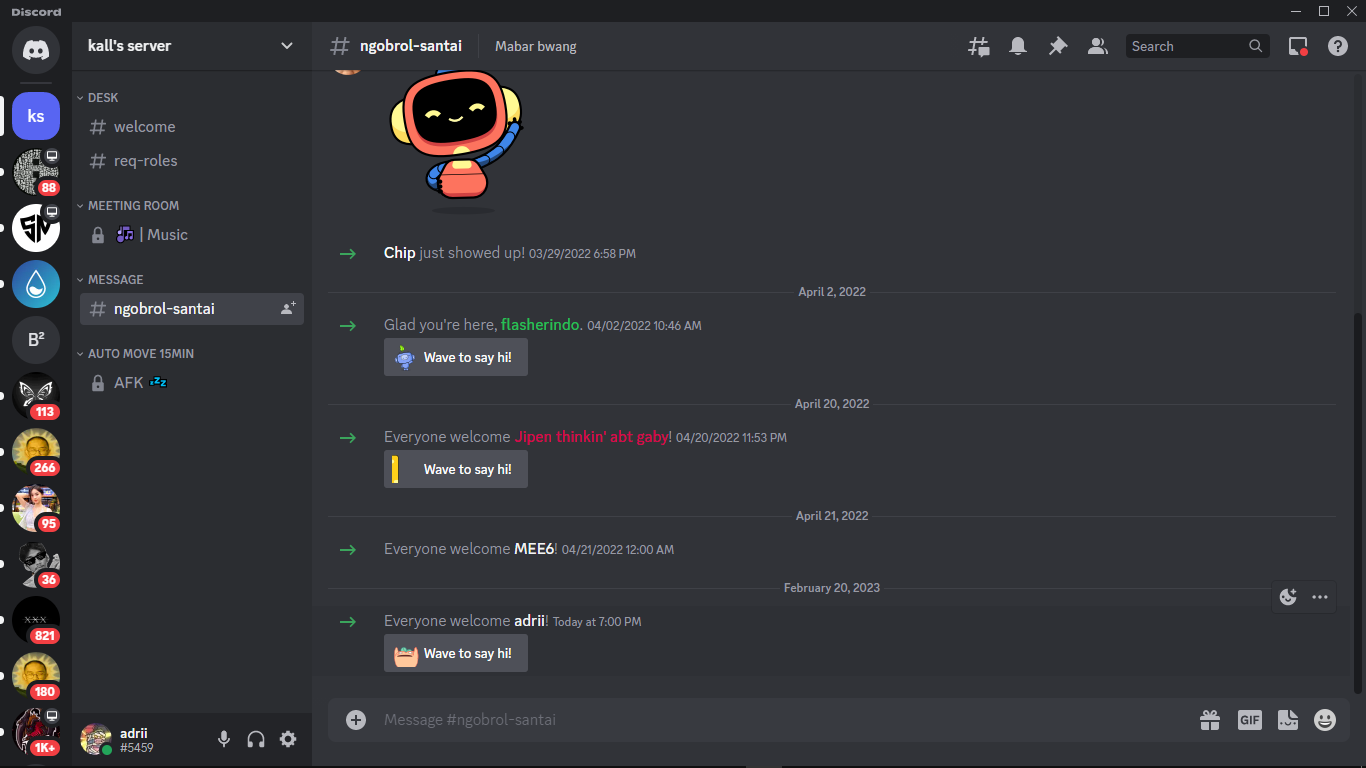 Discord
kall's server
# ngobrol-santai
Mabar bwang
Search
ks
88
B²
113
266
95
36
xxx
821
180
1K+
DESK
# welcome
# req-roles
MEETING ROOM
| Music
MESSAGE
# ngobrol-santai
AUTO MOVE 15MIN
AFK 💤
adrii
#5459
Chip just showed up! 03/29/2022 6:58 PM
April 2, 2022
Glad you're here, flasherindo. 04/02/2022 10:46 AM
Wave to say hi!
April 20, 2022
Everyone welcome Jipen thinkin' abt gaby! 04/20/2022 11:53 PM
Wave to say hi!
April 21, 2022
Everyone welcome MEE6! 04/21/2022 12:00 AM
February 20, 2023
Everyone welcome adrii! Today at 7:00 PM
Wave to say hi!
Message #ngobrol-santai
GIF